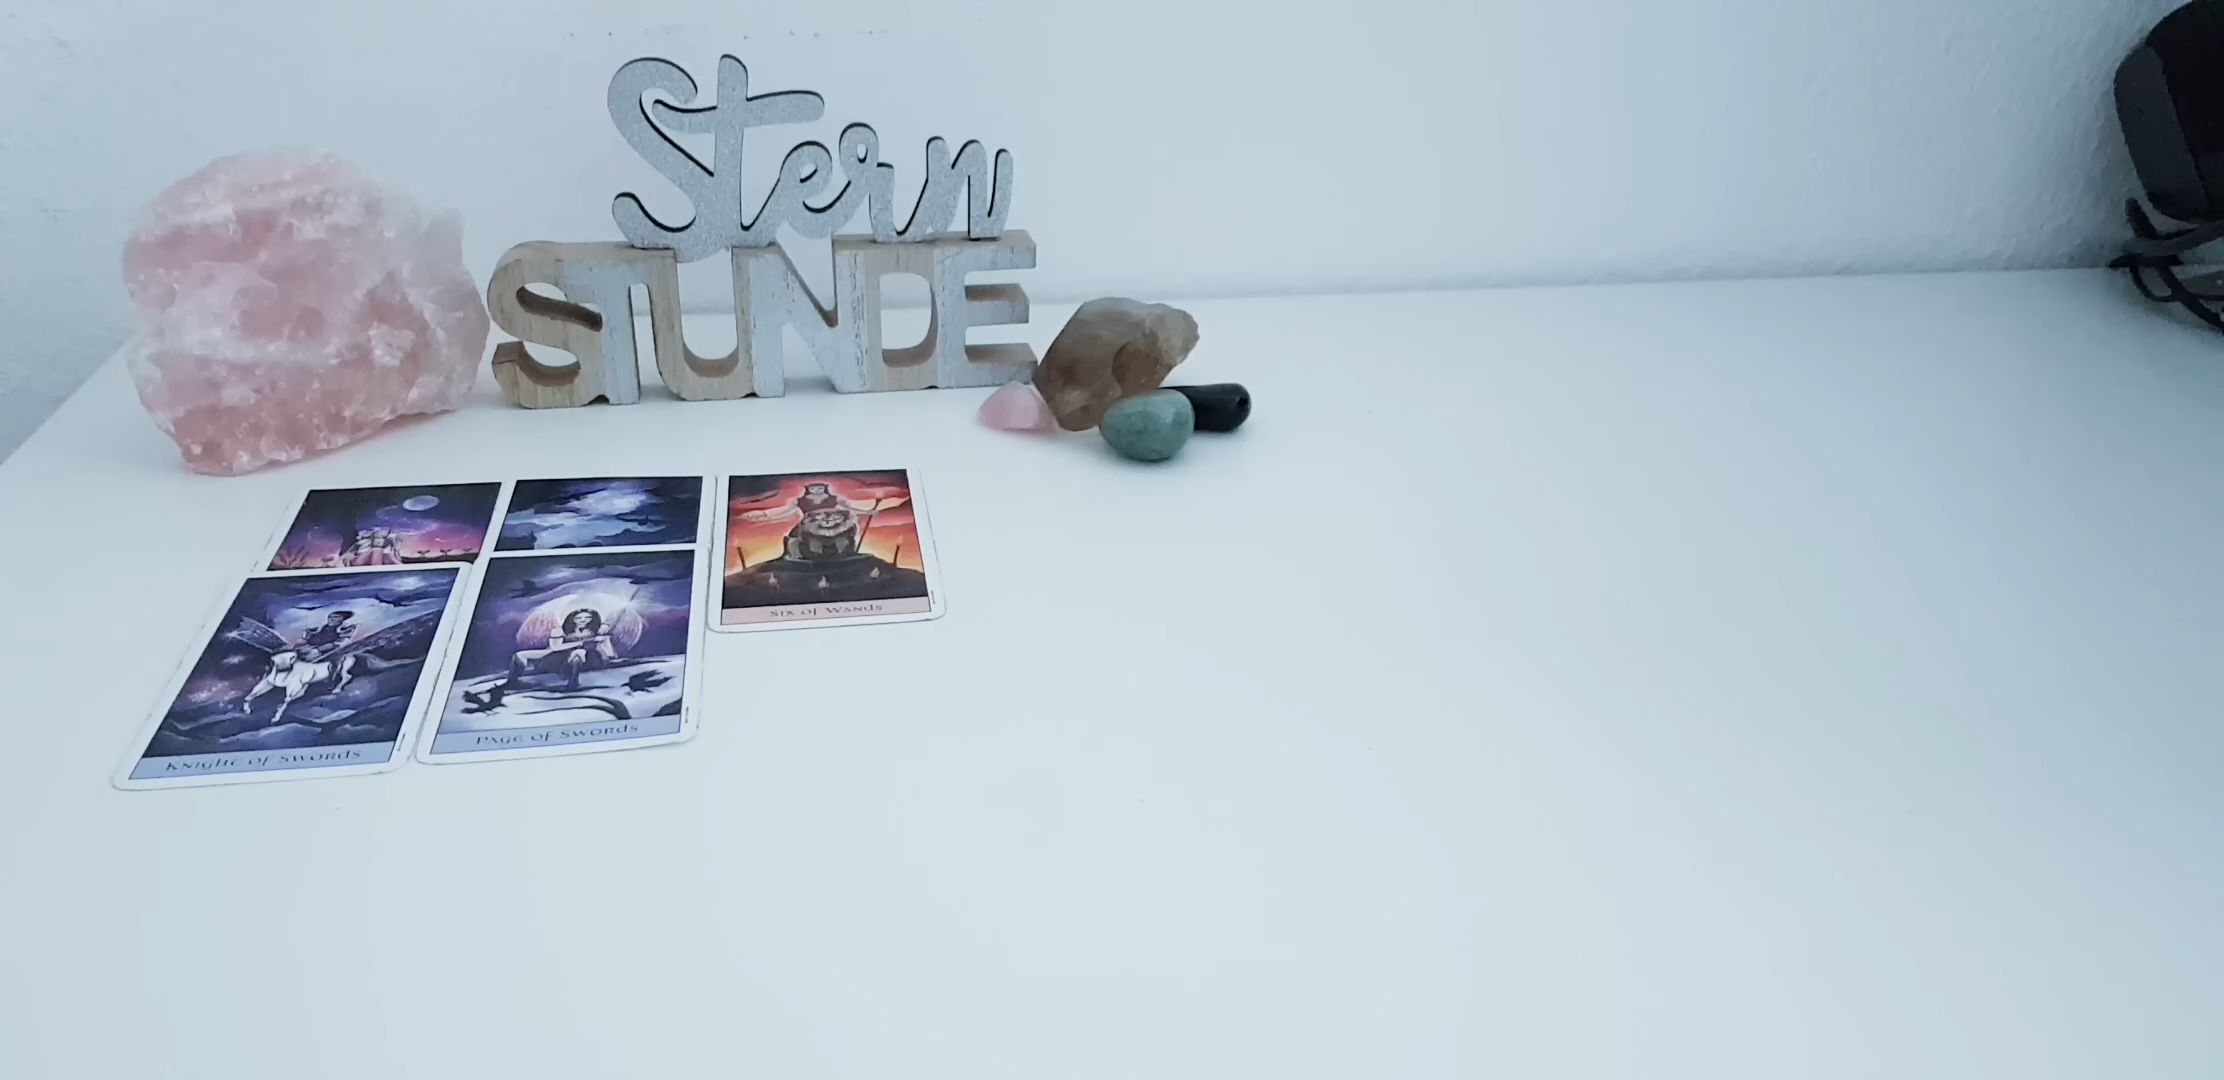 Stern
STUNDE
Six of Wands
Page of Swords
Knight of Swords